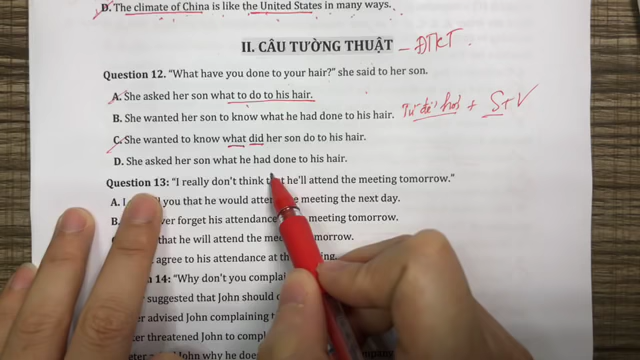 D. The climate of China is like the United States in many ways.
II. CÂU TƯỜNG THUẬT – ĐTKT
Question 12. "What have you done to your hair?" she said to her son.
A. She asked her son what to do to his hair.
B. She wanted her son to know what he had done to his hair. Từ để hỏi + S + V
C. She wanted to know what did her son do to his hair.
D. She asked her son what he had done to his hair.
Question 13: "I really don't think he'll attend the meeting tomorrow."
A. I you that he would meeting the next day.
B. forget his attendance meeting tomorrow.
that he will attend the
agree to his attendance at the
14: "Why don't you
suggested that John should
advised John complaining
threatened John to
John why he